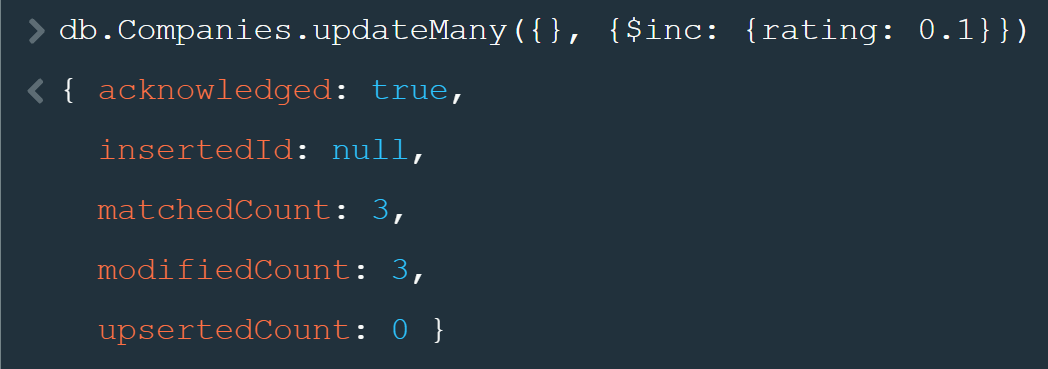 > db.Companies.updateMany({}, {$inc: {rating: 0.1}})
< { acknowledged: true,
insertedId: null,
matchedCount: 3,
modifiedCount: 3,
upsertedCount: 0 }